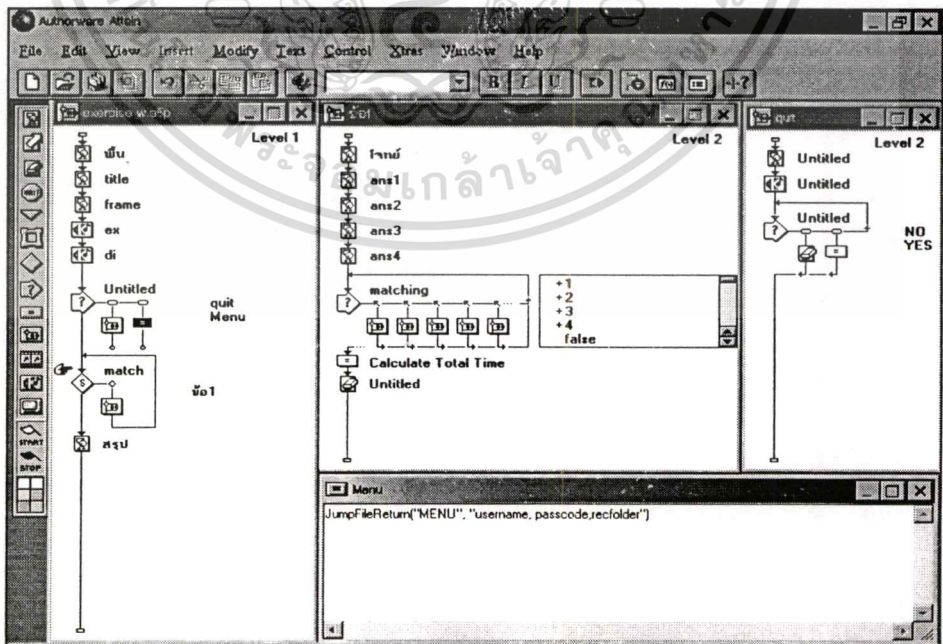 Authorware Attain
File Edit View Insert Modify Text Control Xtras Window Help
B I U
exercise w a5p
Level 1
พื้น
title
frame
ex
di
Untitled
quit
Menu
match
ข้อ1
สรุป
WAIT
START
STOP
Level 2
โจทย์
ans1
ans2
ans3
ans4
matching
+1
+2
+3
+4
false
Calculate Total Time
Untitled
quit
Level 2
Untitled
Untitled
Untitled
NO
YES
Menu
JumpFileReturn("MENU", "username, passcode,recfolder")